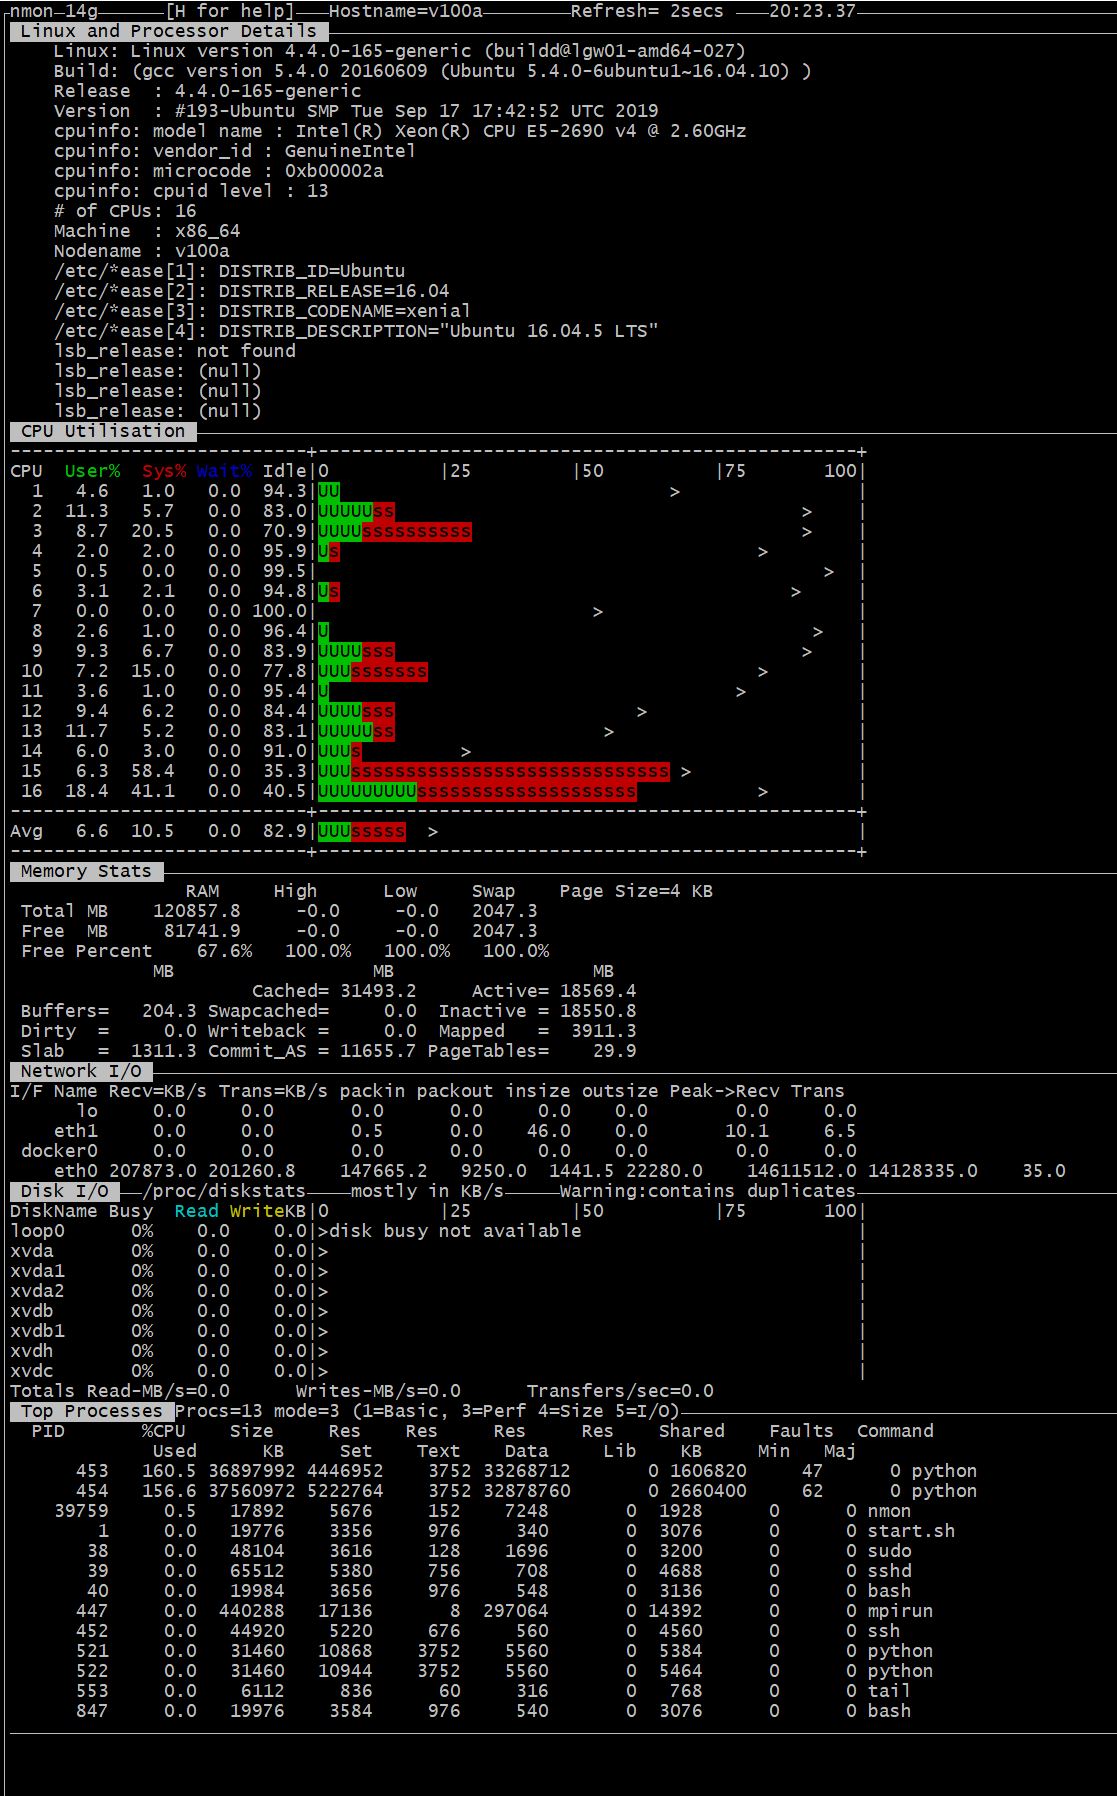 nmon 14g [H for help] Hostname=v100a Refresh= 2secs 20:23.37
Linux and Processor Details
Linux: Linux version 4.4.0-165-generic (buildd@lgw01-amd64-027)
Build: (gcc version 5.4.0 20160609 (Ubuntu 5.4.0-6ubuntu1~16.04.10) )
Release : 4.4.0-165-generic
Version : #193-Ubuntu SMP Tue Sep 17 17:42:52 UTC 2019
cpuinfo: model name : Intel(R) Xeon(R) CPU E5-2690 v4 @ 2.60GHz
cpuinfo: vendor_id : GenuineIntel
cpuinfo: microcode : 0xb00002a
cpuinfo: cpuid level : 13
# of CPUs: 16
Machine : x86_64
Nodename : v100a
/etc/*ease[1]: DISTRIB_ID=Ubuntu
/etc/*ease[2]: DISTRIB_RELEASE=16.04
/etc/*ease[3]: DISTRIB_CODENAME=xenial
/etc/*ease[4]: DISTRIB_DESCRIPTION="Ubuntu 16.04.5 LTS"
lsb_release: not found
lsb_release: (null)
lsb_release: (null)
lsb_release: (null)
CPU Utilisation
---------------------------+--------------------------------------------------+
CPU User% Sys% Wait% Idle|0 |25 |50 |75 100|
1 4.6 1.0 0.0 94.3|UU > |
2 11.3 5.7 0.0 83.0|UUUUUss > |
3 8.7 20.5 0.0 70.9|UUUUssssssssss > |
4 2.0 2.0 0.0 95.9|Us > |
5 0.5 0.0 0.0 99.5| > |
6 3.1 2.1 0.0 94.8|Us > |
7 0.0 0.0 0.0 100.0| > |
8 2.6 1.0 0.0 96.4|U > |
9 9.3 6.7 0.0 83.9|UUUUsss > |
10 7.2 15.0 0.0 77.8|UUUsssssss > |
11 3.6 1.0 0.0 95.4|U > |
12 9.4 6.2 0.0 84.4|UUUUsss > |
13 11.7 5.2 0.0 83.1|UUUUUss > |
14 6.0 3.0 0.0 91.0|UUUs > |
15 6.3 58.4 0.0 35.3|UUUsssssssssssssssssssssssssssss > |
16 18.4 41.1 0.0 40.5|UUUUUUUUUssssssssssssssssssss > |
---------------------------+--------------------------------------------------+
Avg 6.6 10.5 0.0 82.9|UUUsssss > |
---------------------------+--------------------------------------------------+
Memory Stats
RAM High Low Swap Page Size=4 KB
Total MB 120857.8 -0.0 -0.0 2047.3
Free MB 81741.9 -0.0 -0.0 2047.3
Free Percent 67.6% 100.0% 100.0% 100.0%
MB MB MB
Cached= 31493.2 Active= 18569.4
Buffers= 204.3 Swapcached= 0.0 Inactive = 18550.8
Dirty = 0.0 Writeback = 0.0 Mapped = 3911.3
Slab = 1311.3 Commit_AS = 11655.7 PageTables= 29.9
Network I/O
I/F Name Recv=KB/s Trans=KB/s packin packout insize outsize Peak->Recv Trans
lo 0.0 0.0 0.0 0.0 0.0 0.0 0.0 0.0
eth1 0.0 0.0 0.5 0.0 46.0 0.0 10.1 6.5
docker0 0.0 0.0 0.0 0.0 0.0 0.0 0.0 0.0
eth0 207873.0 201260.8 147665.2 9250.0 1441.5 22280.0 14611512.0 14128335.0 35.0
Disk I/O /proc/diskstats mostly in KB/s Warning:contains duplicates
DiskName Busy Read WriteKB|0 |25 |50 |75 100|
loop0 0% 0.0 0.0|>disk busy not available |
xvda 0% 0.0 0.0|> |
xvda1 0% 0.0 0.0|> |
xvda2 0% 0.0 0.0|> |
xvdb 0% 0.0 0.0|> |
xvdb1 0% 0.0 0.0|> |
xvdh 0% 0.0 0.0|> |
xvdc 0% 0.0 0.0|> |
Totals Read-MB/s=0.0 Writes-MB/s=0.0 Transfers/sec=0.0
Top Processes Procs=13 mode=3 (1=Basic, 3=Perf 4=Size 5=I/O)
PID %CPU Size Res Res Res Res Shared Faults Command
Used KB Set Text Data Lib KB Min Maj
453 160.5 36897992 4446952 3752 33268712 0 1606820 47 0 python
454 156.6 37560972 5222764 3752 32878760 0 2660400 62 0 python
39759 0.5 17892 5676 152 7248 0 1928 0 0 nmon
1 0.0 19776 3356 976 340 0 3076 0 0 start.sh
38 0.0 48104 3616 128 1696 0 3200 0 0 sudo
39 0.0 65512 5380 756 708 0 4688 0 0 sshd
40 0.0 19984 3656 976 548 0 3136 0 0 bash
447 0.0 440288 17136 8 297064 0 14392 0 0 mpirun
452 0.0 44920 5220 676 560 0 4560 0 0 ssh
521 0.0 31460 10868 3752 5560 0 5384 0 0 python
522 0.0 31460 10944 3752 5560 0 5464 0 0 python
553 0.0 6112 836 60 316 0 768 0 0 tail
847 0.0 19976 3584 976 540 0 3076 0 0 bash